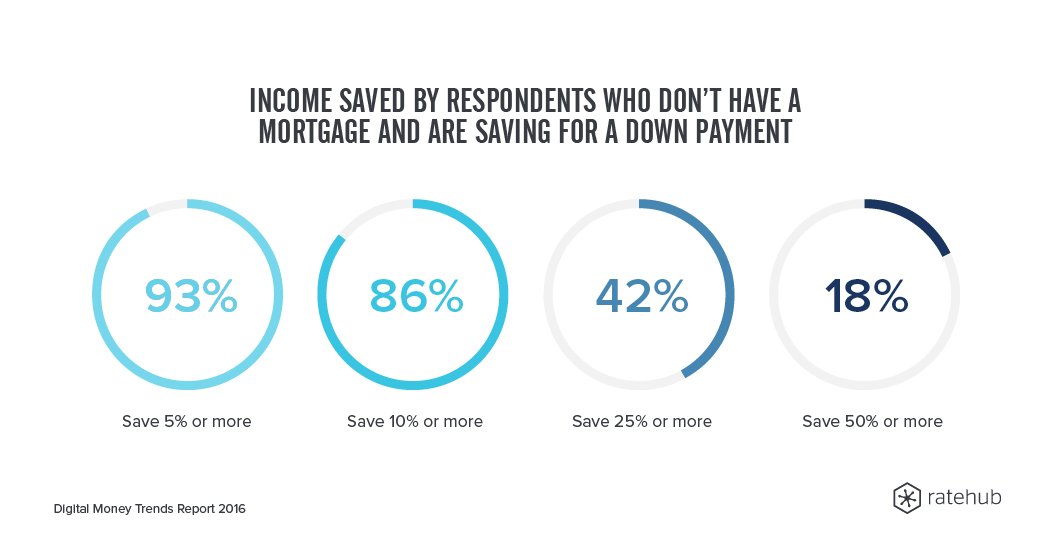 INCOME SAVED BY RESPONDENTS WHO DON'T HAVE A
MORTGAGE AND ARE SAVING FOR A DOWN PAYMENT
93%
86%
42%
18%
Save 5% or more
Save 10% or more
Save 25% or more
Save 50% or more
Digital Money Trends Report 2016
ratehub